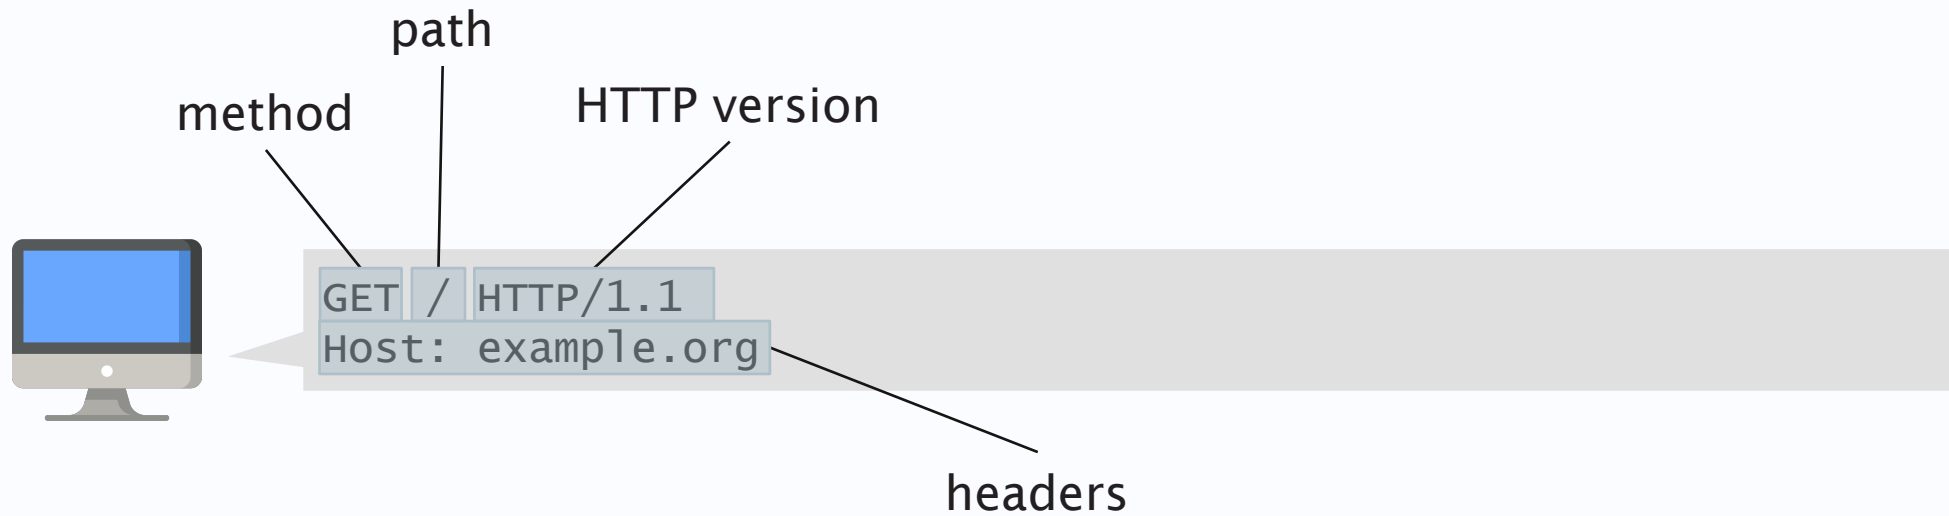 path
method
HTTP version
GET / HTTP/1.1
Host: example.org
headers